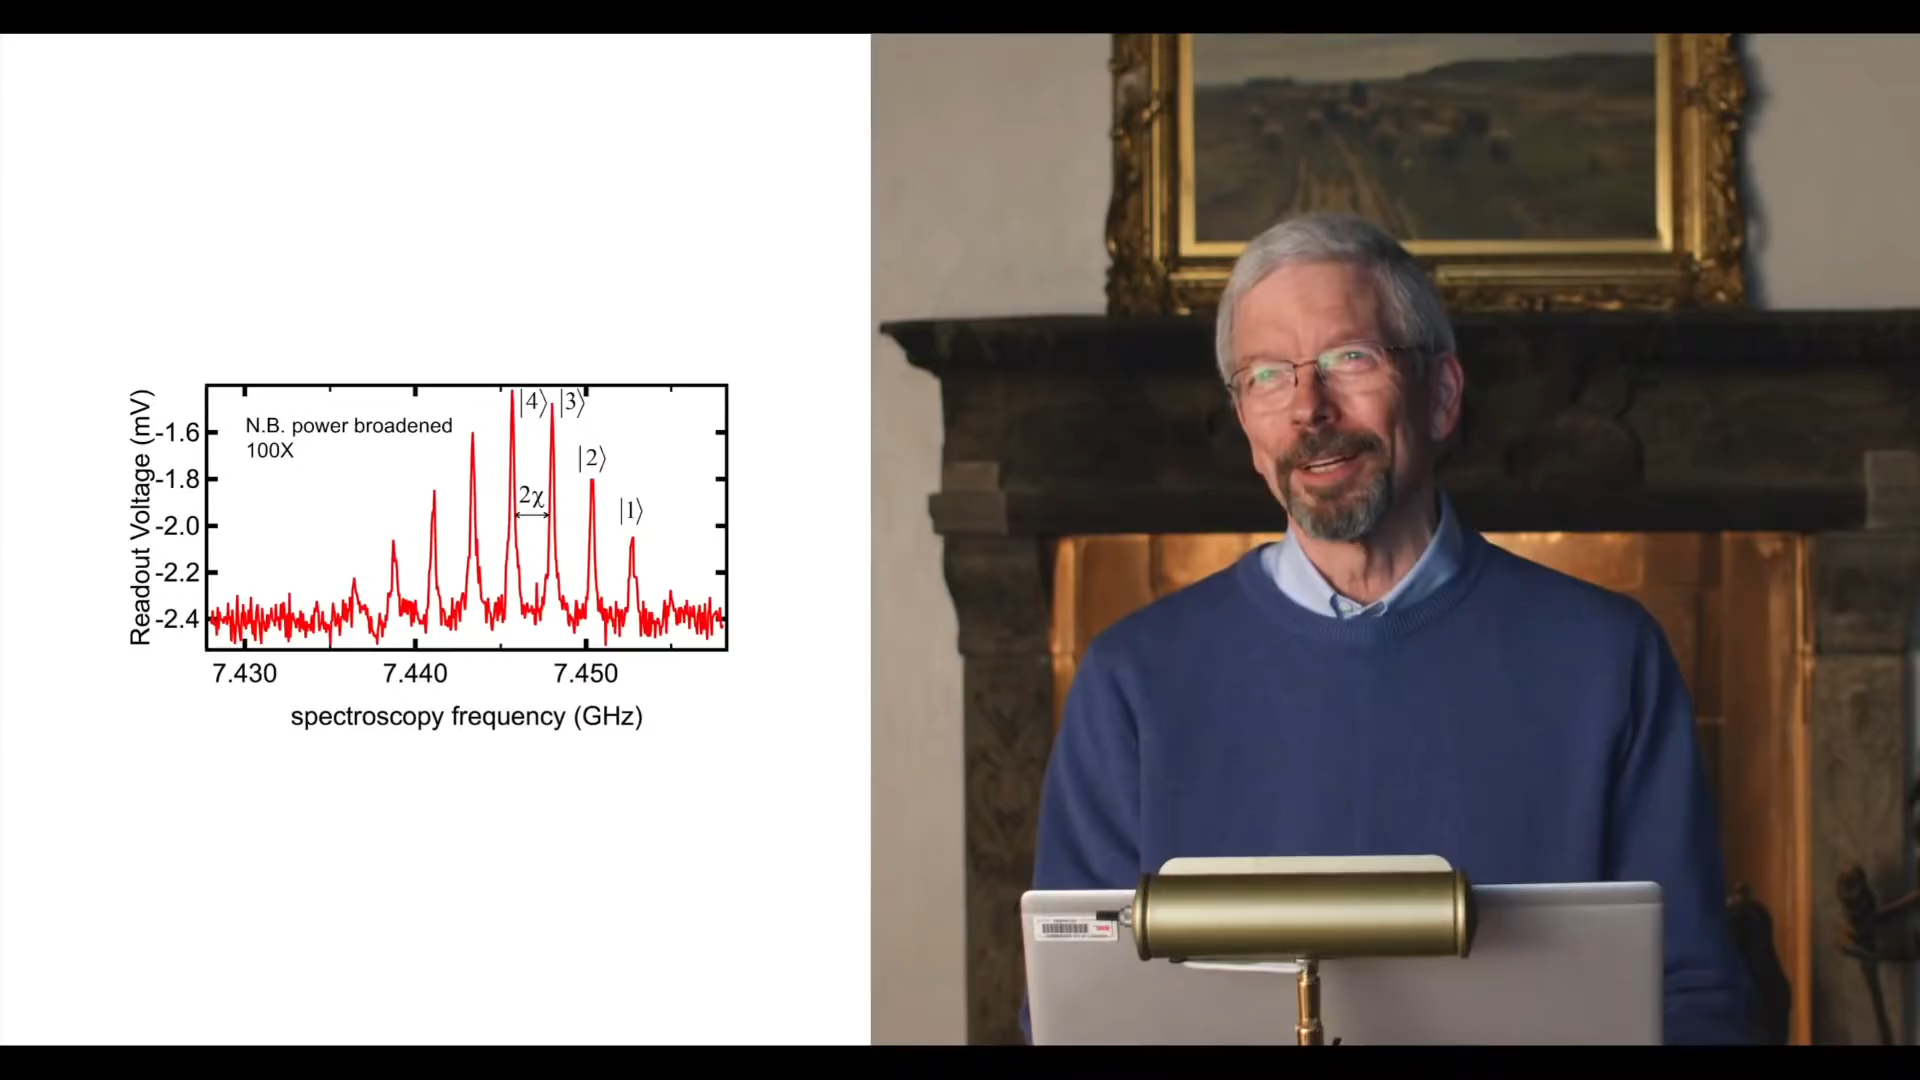 N.B. power broadened
100X
|4⟩ |3⟩
|2⟩
2χ
|1⟩
Readout Voltage (mV)
-1.6
-1.8
-2.0
-2.2
-2.4
7.430 7.440 7.450
spectroscopy frequency (GHz)